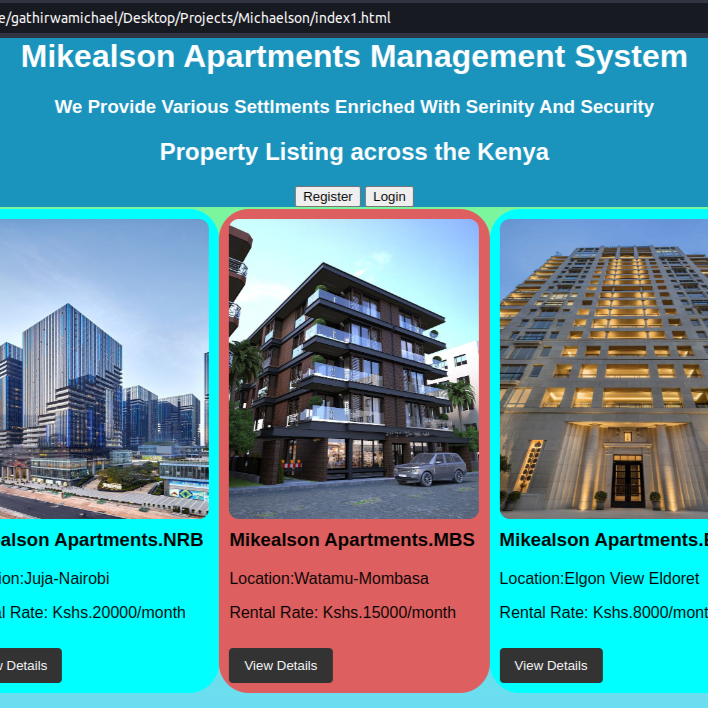 e/gathirwamichael/Desktop/Projects/Michaelson/index1.html
Mikealson Apartments Management System
We Provide Various Settlments Enriched With Serinity And Security
Property Listing across the Kenya
Register Login
alson Apartments.NRB
ion:Juja-Nairobi
al Rate: Kshs.20000/month
w Details
Mikealson Apartments.MBS
Location:Watamu-Mombasa
Rental Rate: Kshs.15000/month
View Details
Mikealson Apartments.E
Location:Elgon View Eldoret
Rental Rate: Kshs.8000/mont
View Details